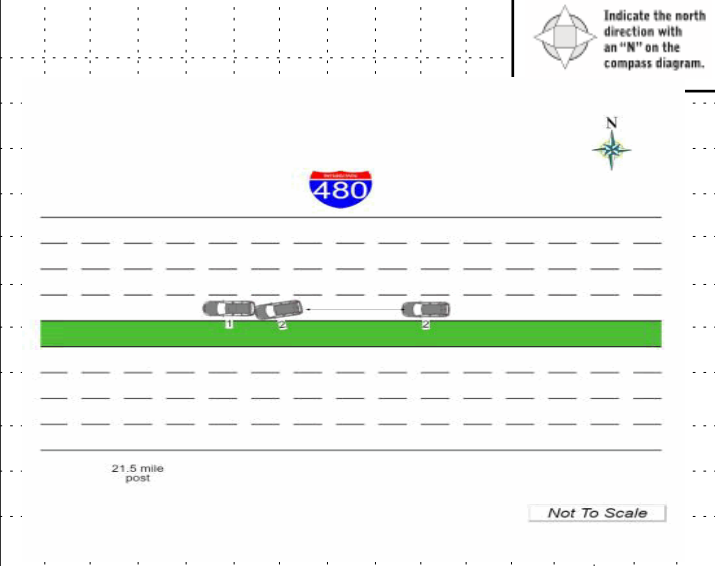 Indicate the north
direction with
an "N" on the
compass diagram.
N
480
1
2
2
21.5 mile
post
Not To Scale